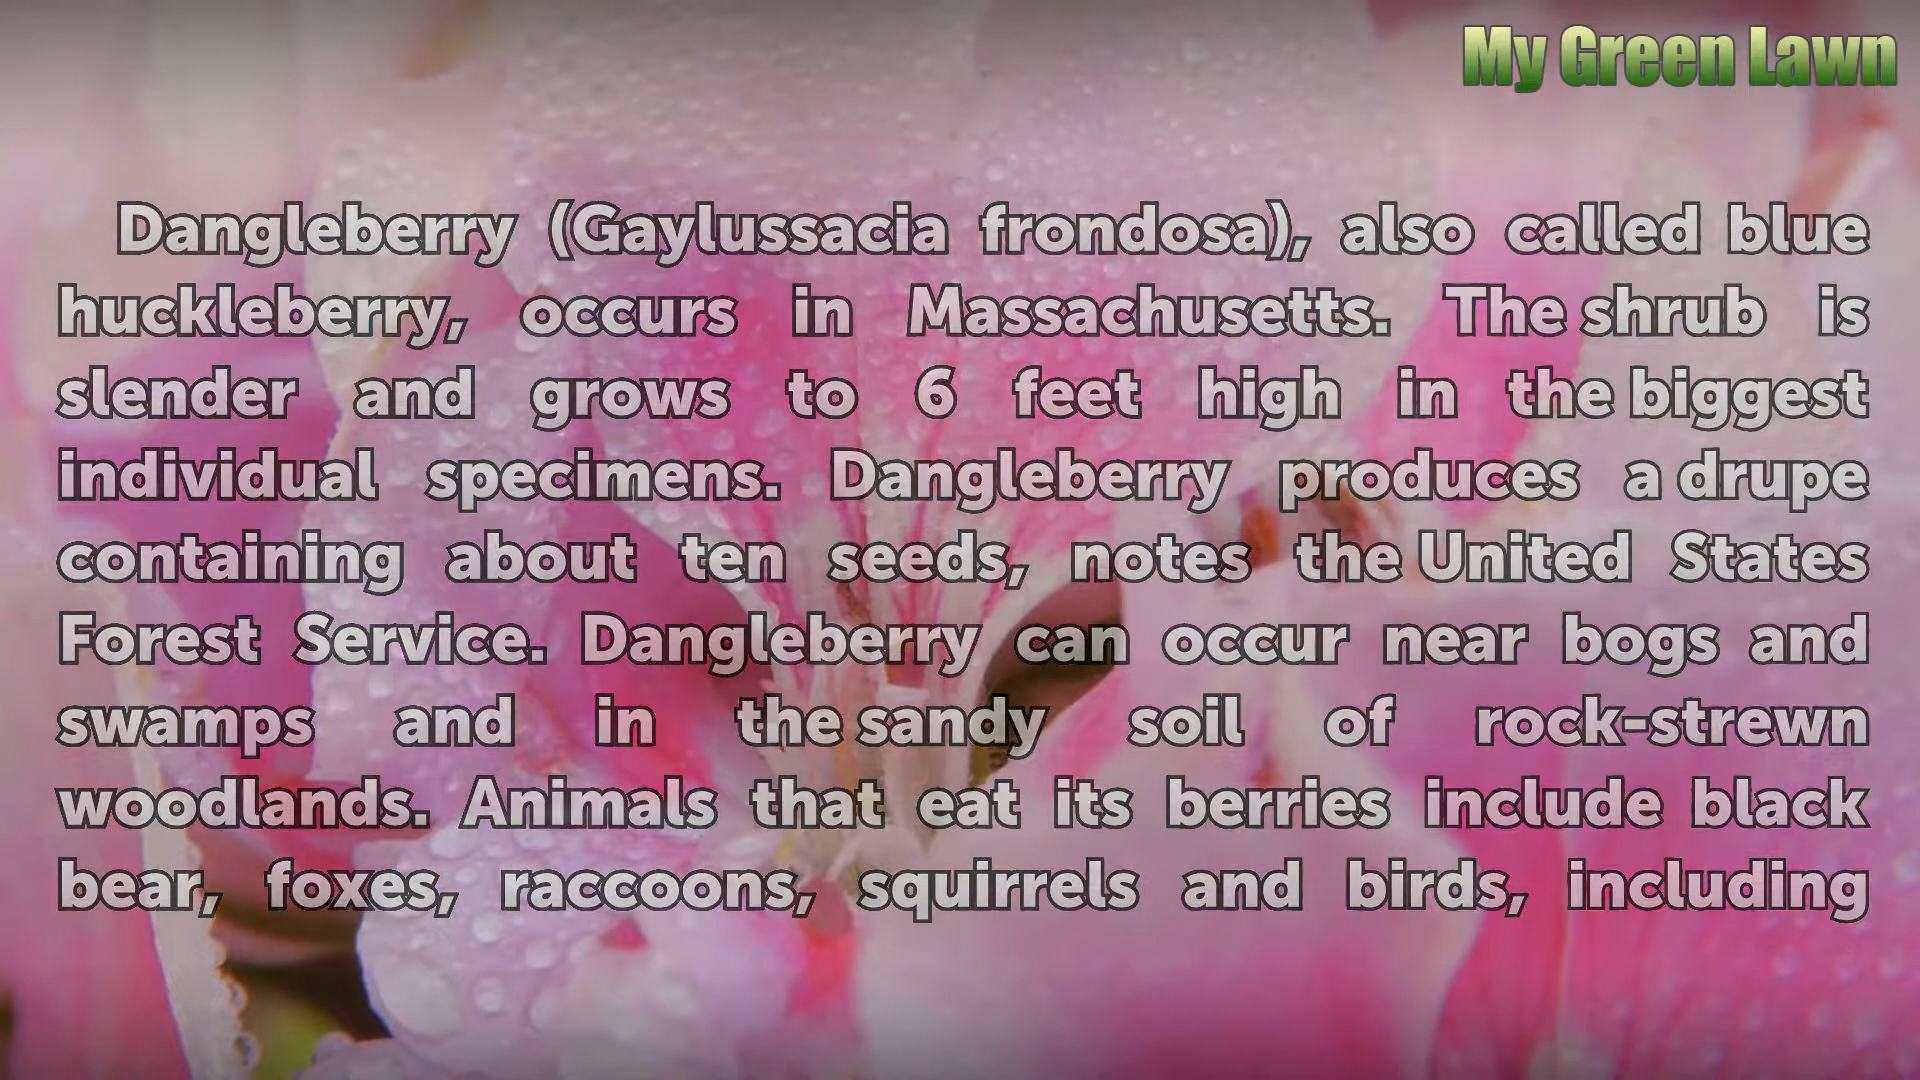 My Green Lawn
Dangleberry (Gaylussacia frondosa), also called blue
huckleberry, occurs in Massachusetts. The shrub is
slender and grows to 6 feet high in the biggest
individual specimens. Dangleberry produces a drupe
containing about ten seeds, notes the United States
Forest Service. Dangleberry can occur near bogs and
swamps and in the sandy soil of rock-strewn
woodlands. Animals that eat its berries include black
bear, foxes, raccoons, squirrels and birds, including